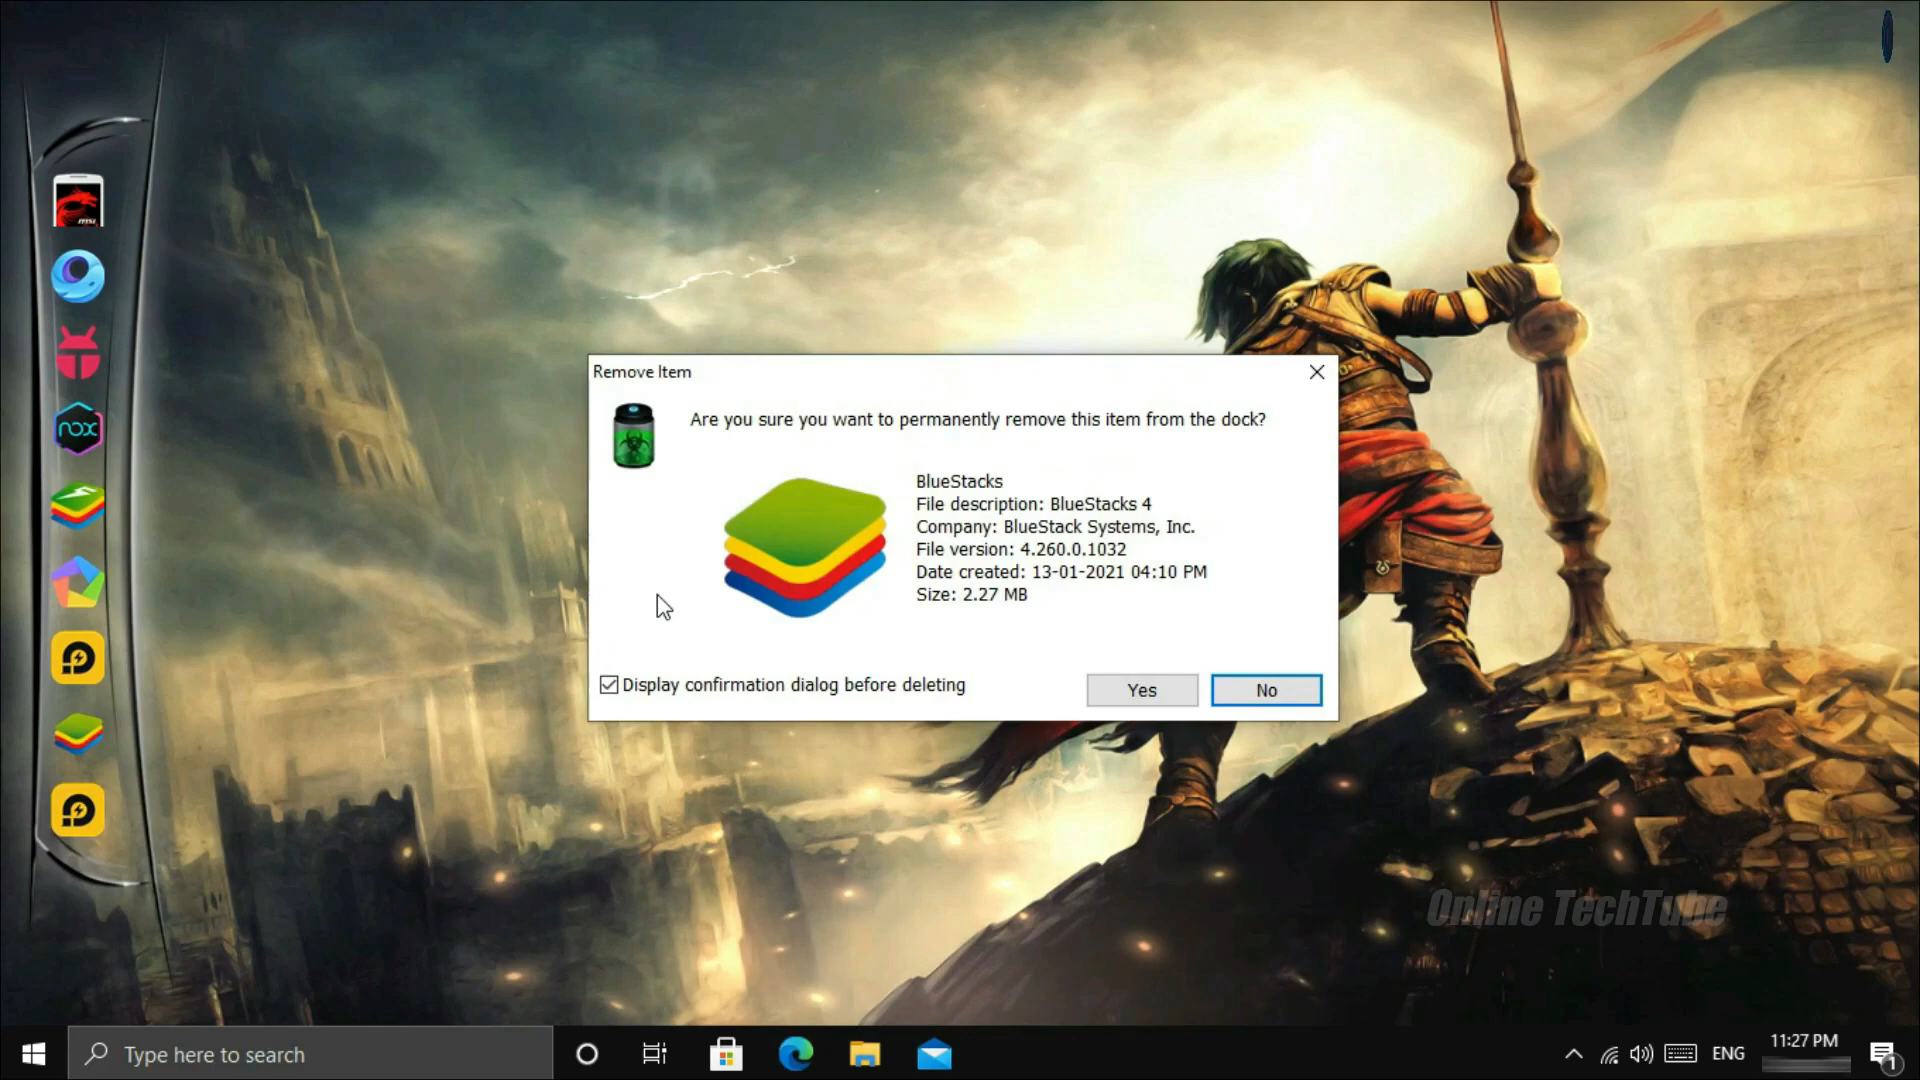 msi
nox
Remove Item
Are you sure you want to permanently remove this item from the dock?
BlueStacks
File description: BlueStacks 4
Company: BlueStack Systems, Inc.
File version: 4.260.0.1032
Date created: 13-01-2021 04:10 PM
Size: 2.27 MB
Display confirmation dialog before deleting
Yes
No
Online TechTube
Type here to search
ENG
11:27 PM
1